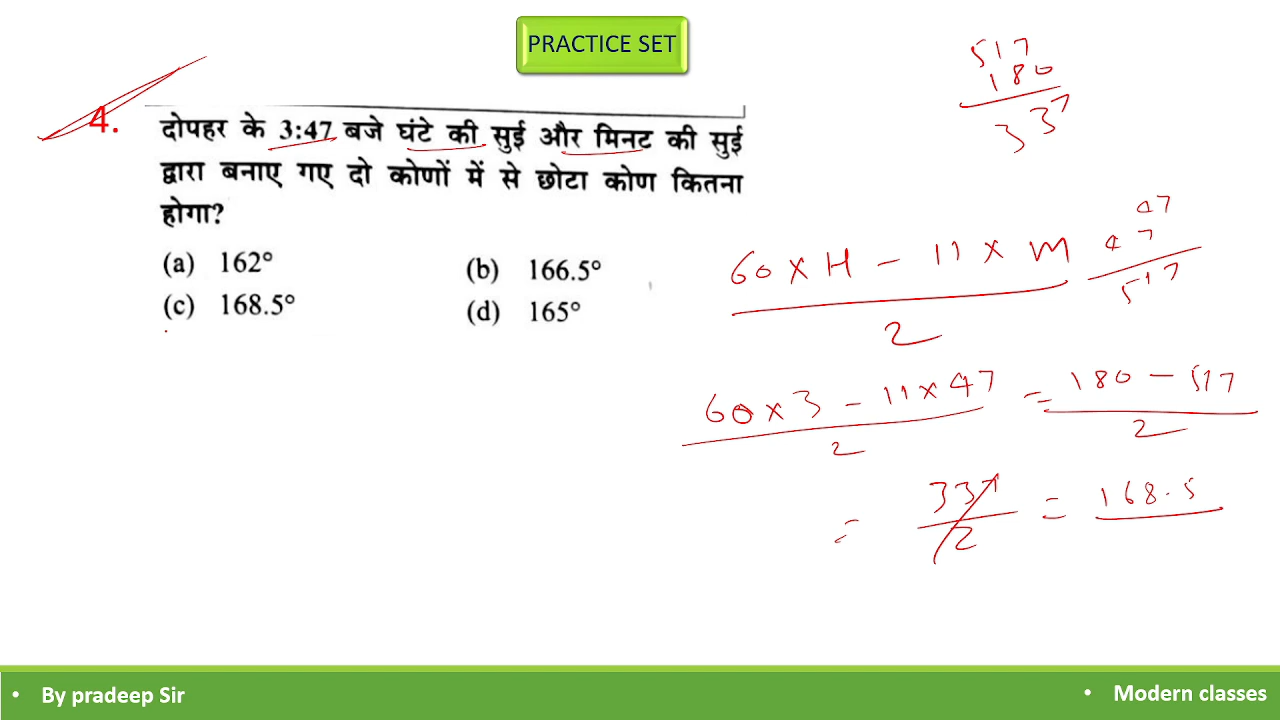 PRACTICE SET
4.
दोपहर के 3:47 बजे घंटे की सुई और मिनट की सुई
द्वारा बनाए गए दो कोणों में से छोटा कोण कितना
होगा?
(a) 162° (b) 166.5°
(c) 168.5° (d) 165°
517
180
337
60 × H - 11 × M
2
47
47
517
60 × 3 - 11 × 47 = 180 - 517
2 2
= 337 = 168.5
2
• By pradeep Sir
• Modern classes